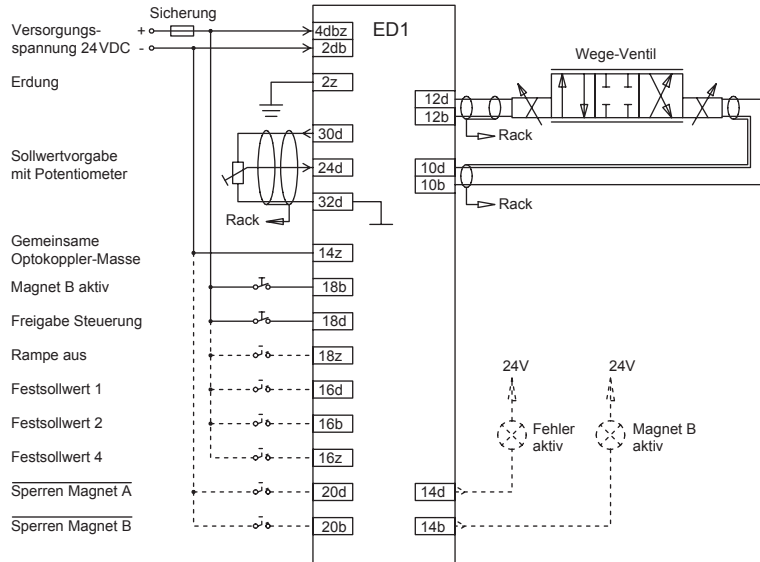 Sicherung
Versorgungs-
spannung 24VDC
+
-
4dbz
2db
ED1
Erdung
2z
Wege-Ventil
12d
12b
Rack
30d
Sollwertvorgabe
mit Potentiometer
24d
10d
10b
32d
Rack
Rack
Gemeinsame
Optokoppler-Masse
14z
Magnet B aktiv
18b
Freigabe Steuerung
18d
Rampe aus
18z
24V
24V
Festsollwert 1
16d
Festsollwert 2
16b
Fehler
aktiv
Magnet B
aktiv
Festsollwert 4
16z
Sperren Magnet A
20d
14d
Sperren Magnet B
20b
14b